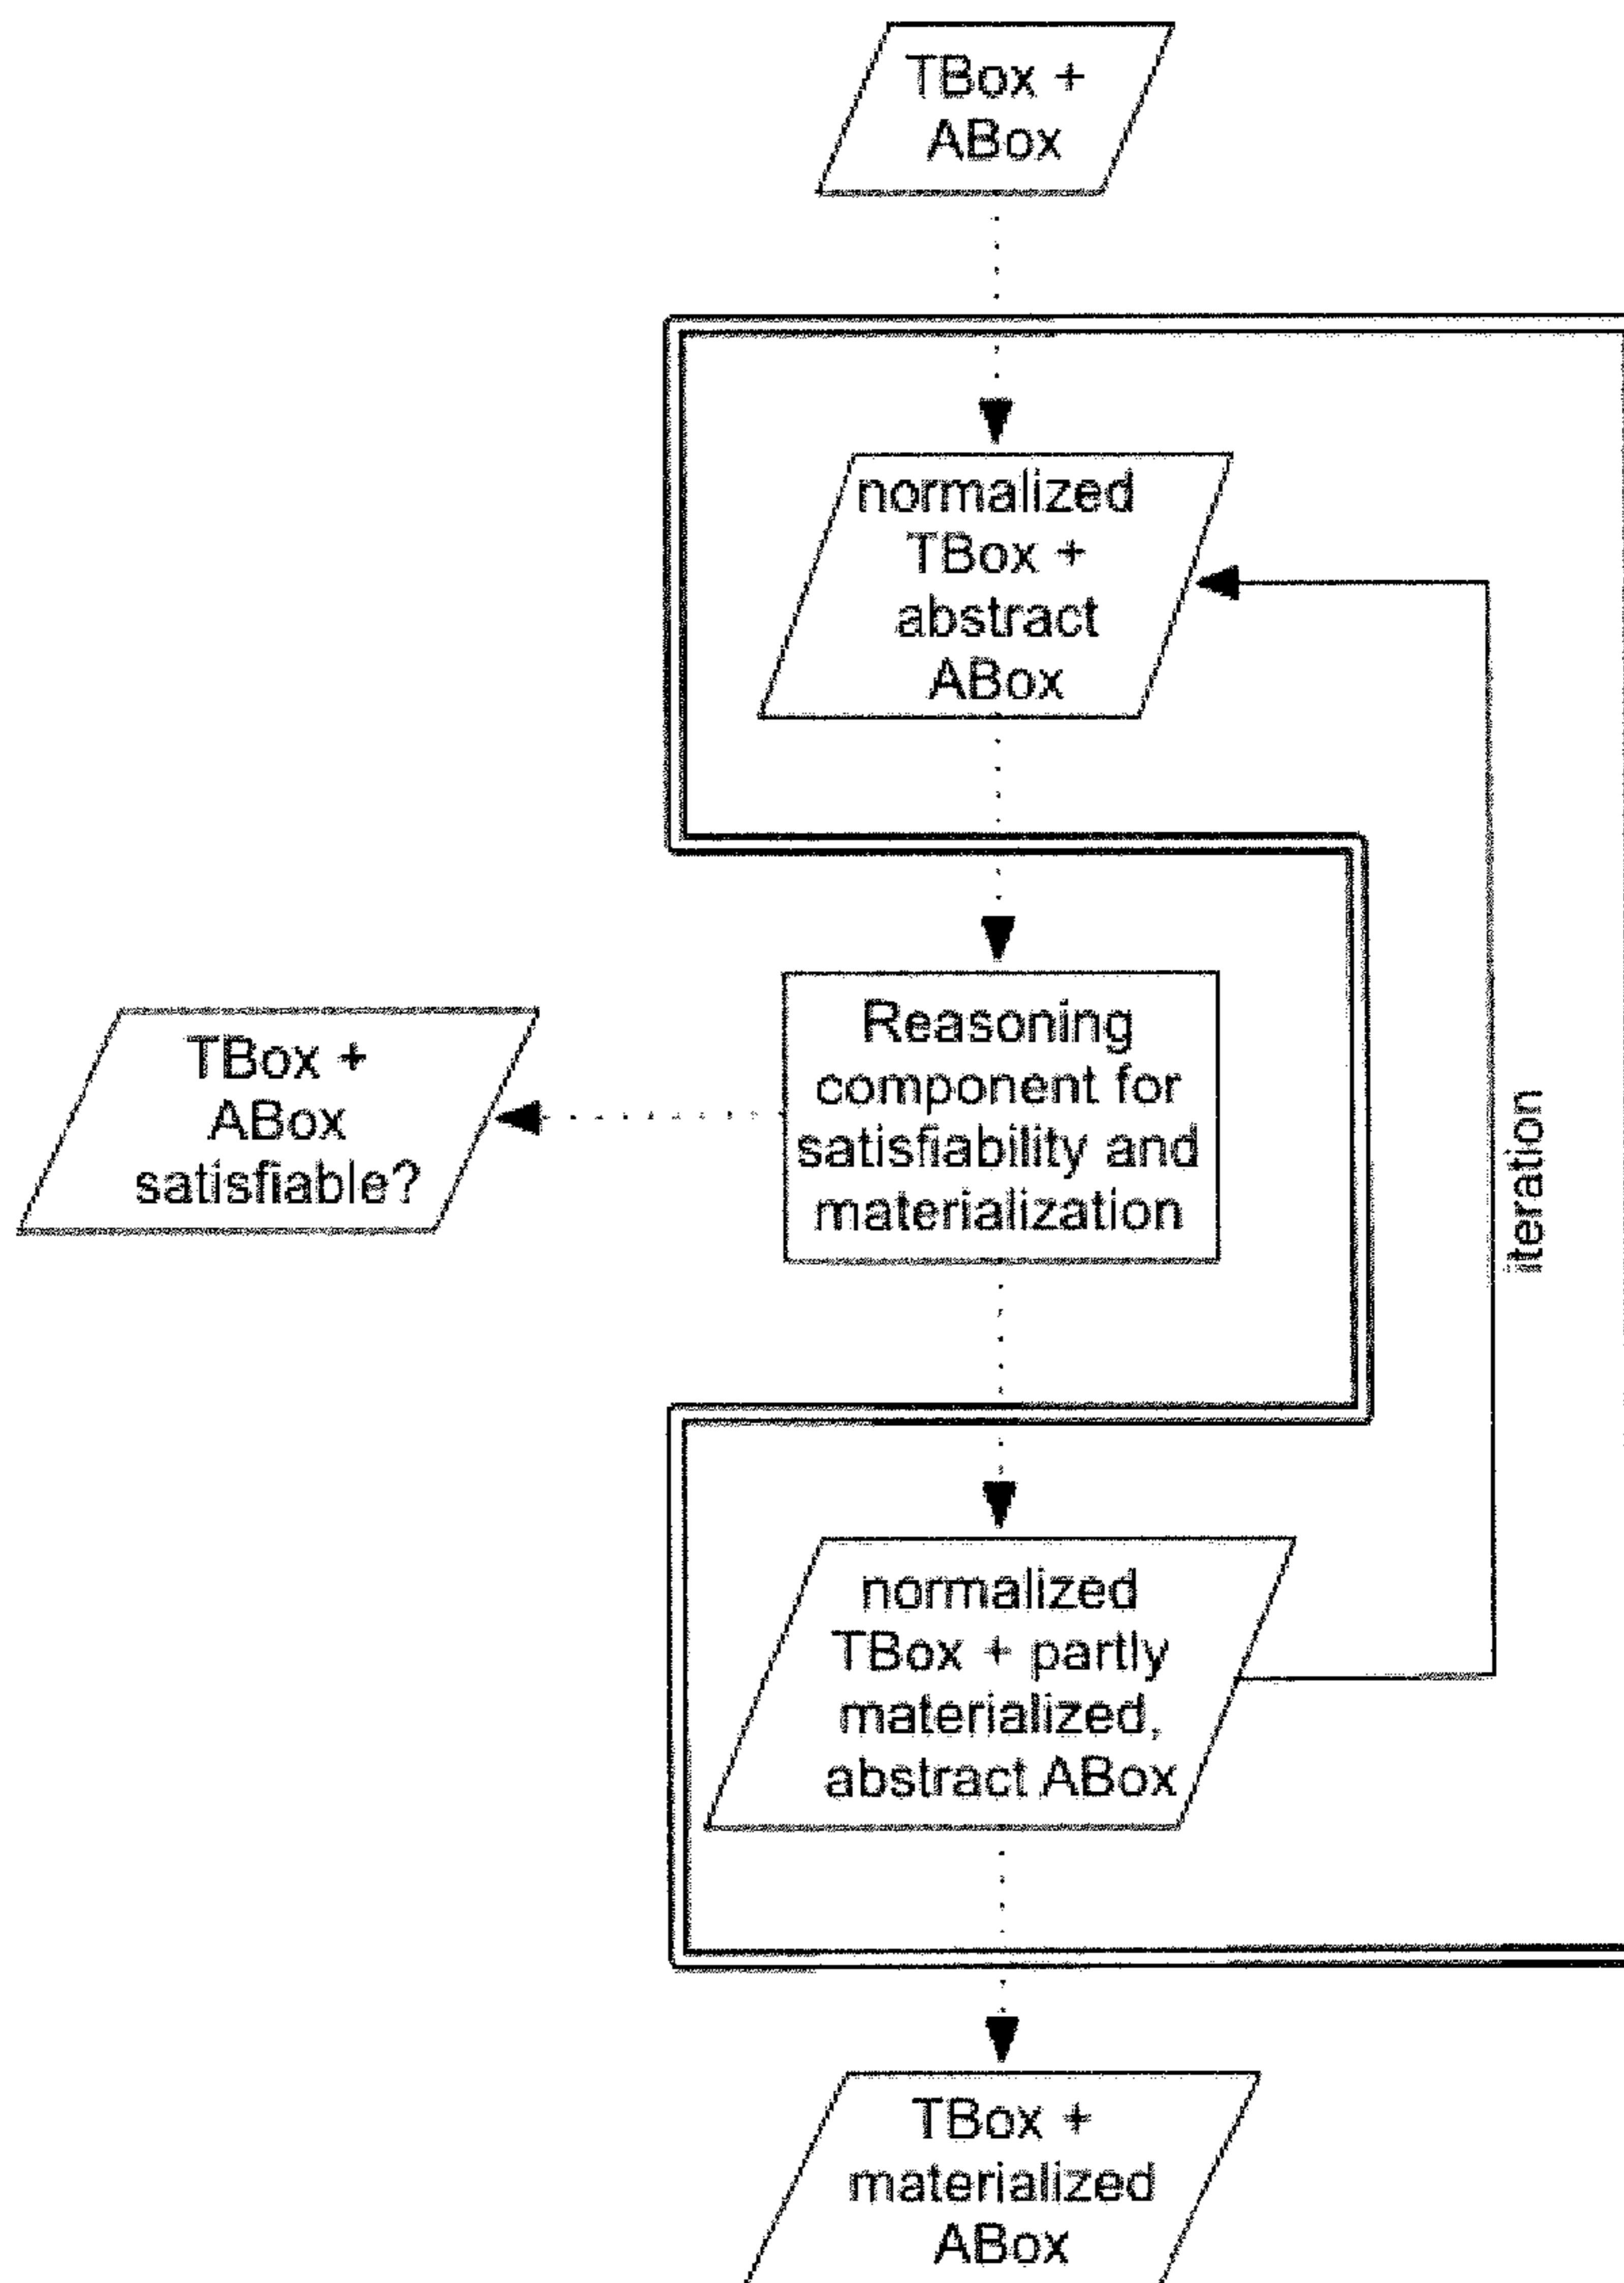 TBox +
ABox
normalized
TBox +
abstract
ABox
Reasoning
component for
satisfiability and
materialization
TBox +
ABox
satisfiable?
iteration
normalized
TBox + partly
materialized,
abstract ABox
TBox +
materialized
ABox